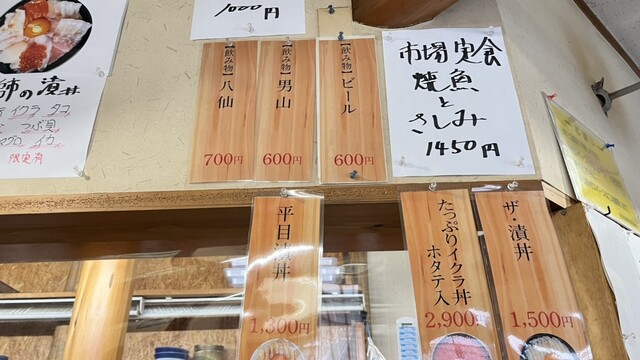 1000円
師の漬丼
イクラ タコ
つぶ貝
マグロ イカ
限定丼
【飲み物】八仙
700円
【飲み物】男山
600円
【飲み物】ビール
600円
市場定食
焼魚
と
さしみ
1450円
平目漬丼
1,300円
たっぷりイクラ丼
ホタテ入
2,900円
ザ・漬丼
1,500円